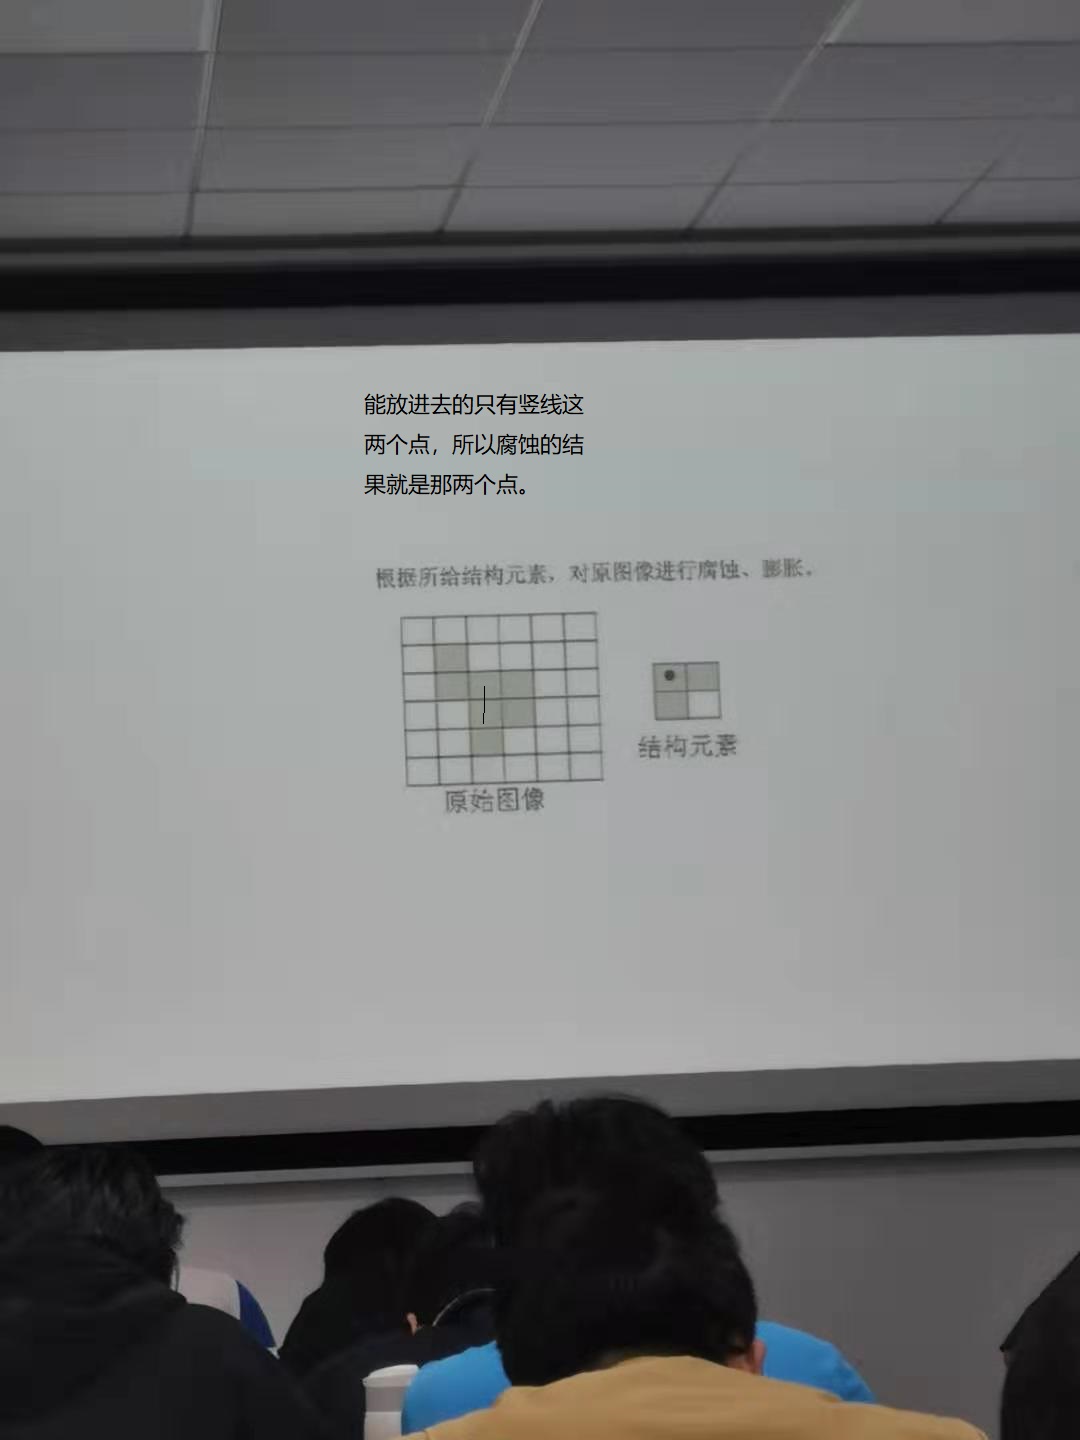 能放进去的只有竖线这
两个点，所以腐蚀的结
果就是那两个点。
根据所给结构元素，对原图像进行腐蚀、膨胀。
结构元素
原始图像